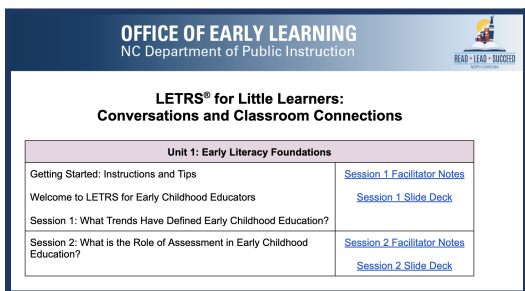 OFFICE OF EARLY LEARNING
NC Department of Public Instruction
READ • LEAD • SUCCEED
NORTH CAROLINA
LETRS® for Little Learners:
Conversations and Classroom Connections
Unit 1: Early Literacy Foundations
Getting Started: Instructions and Tips
Welcome to LETRS for Early Childhood Educators
Session 1: What Trends Have Defined Early Childhood Education?
Session 1 Facilitator Notes
Session 1 Slide Deck
Session 2: What is the Role of Assessment in Early Childhood
Education?
Session 2 Facilitator Notes
Session 2 Slide Deck